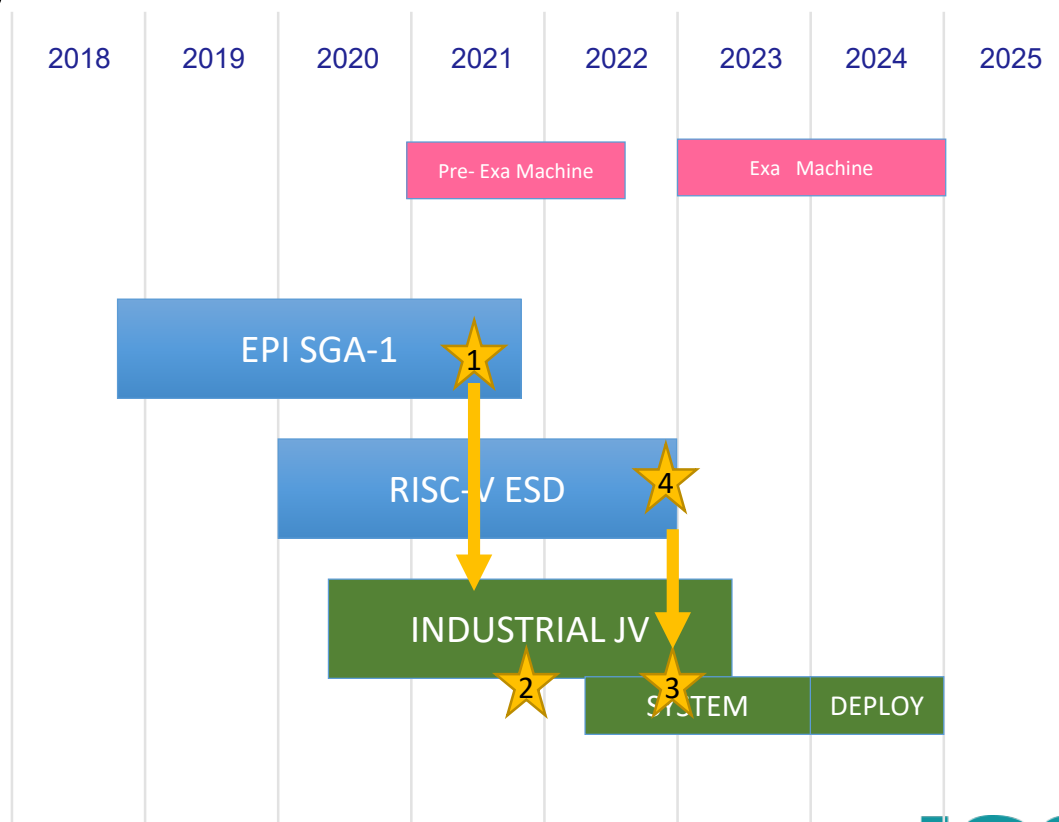 2018 2019 2020 2021 2022 2023 2024 2025
Pre- Exa Machine
Exa Machine
EPI SGA-1
1
RISC-V ESD
4
INDUSTRIAL JV
2
3
SYSTEM
DEPLOY